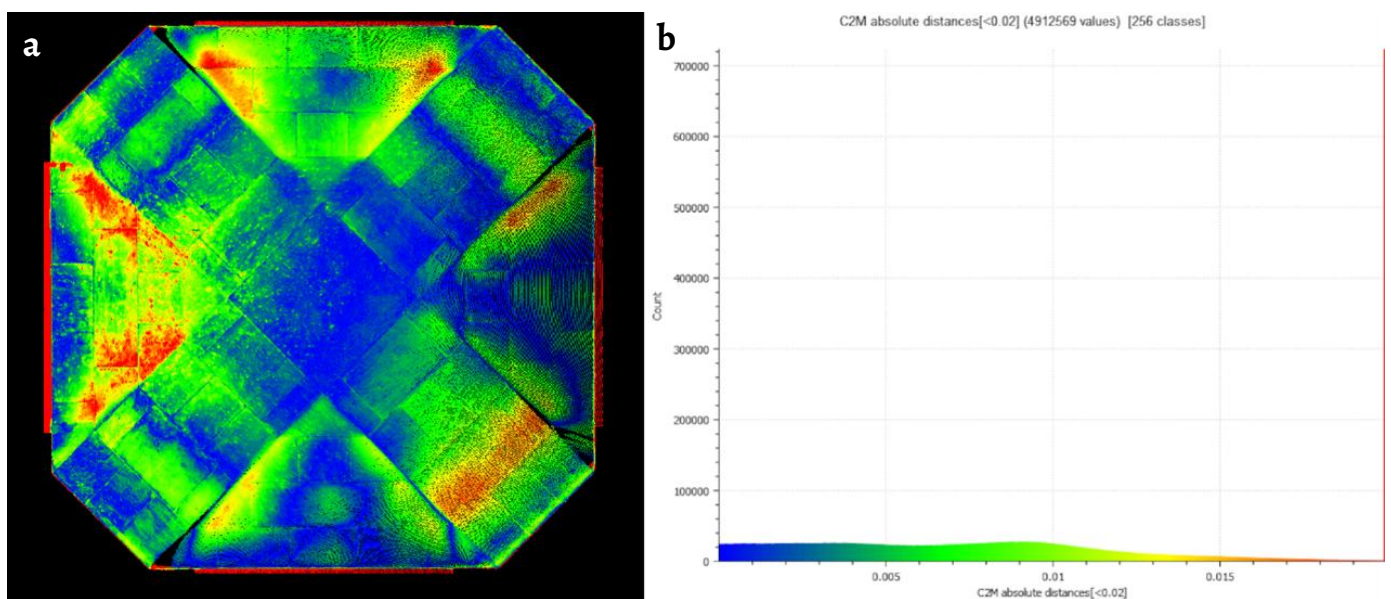 a
b
C2M absolute distances[<0.02] (4912569 values) [256 classes]
700000
600000
500000
400000
300000
200000
100000
0
Count
0.005
0.01
0.015
C2M absolute distances[<0.02]